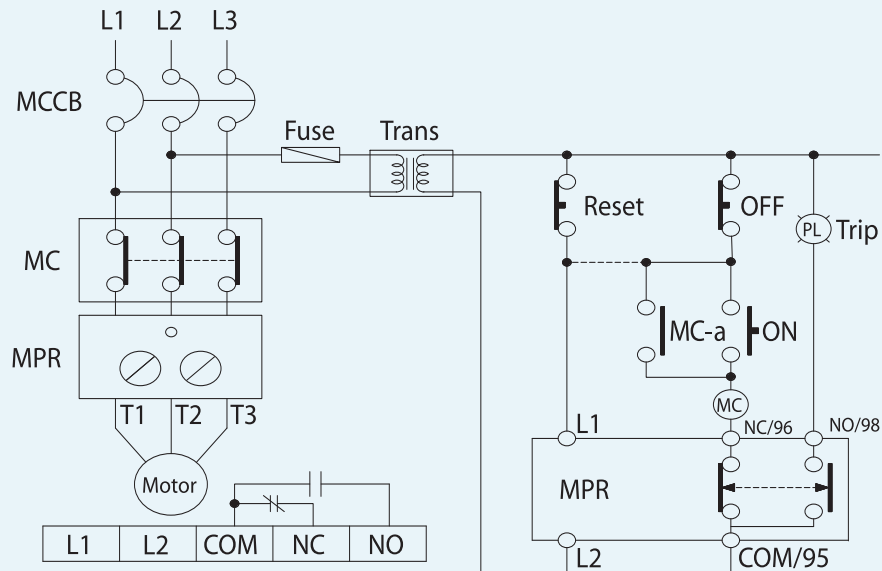 L1 L2 L3
MCCB
Fuse Trans
Reset OFF
PL Trip
MC
MC-a ON
MPR
MC
T1 T2 T3
L1 NC/96 NO/98
Motor
MPR
L1 L2 COM NC NO
L2 COM/95